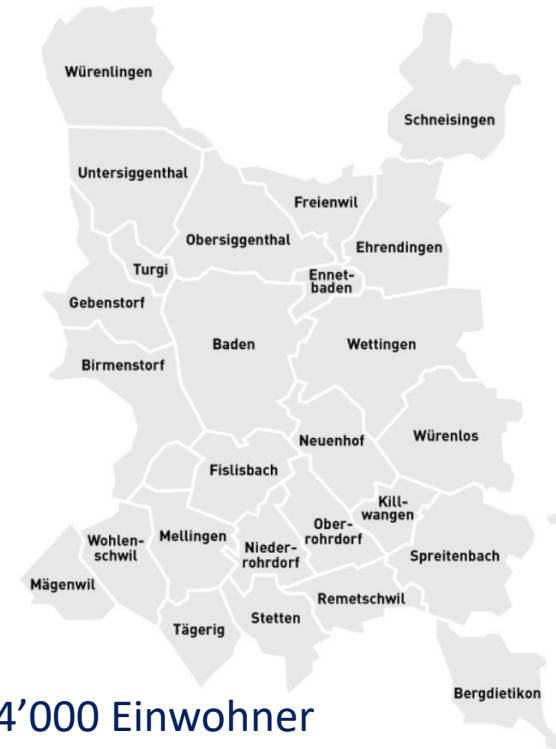 Würenlingen
Schneisingen
Untersiggenthal
Freienwil
Obersiggenthal
Ehrendingen
Turgi
Ennet-
baden
Gebenstorf
Baden
Wettingen
Birmenstorf
Neuenhof
Würenlos
Fislisbach
Kill-
wangen
Ober-
rohrdorf
Wohlen-
schwil
Mellingen
Nieder-
rohrdorf
Spreitenbach
Mägenwil
Remetschwil
Stetten
Tägerig
Bergdietikon
4’000 Einwohner